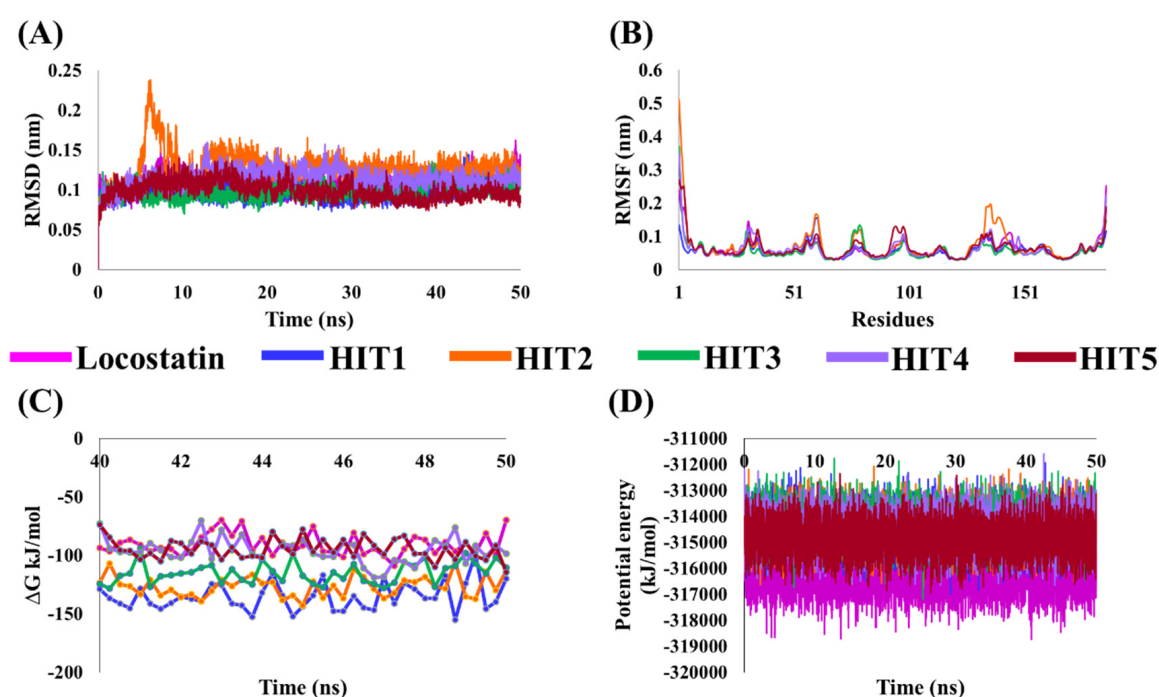 (A)
0.25
0.2
0.15
0.1
0.05
0
RMSD (nm)
0 10 20 30 40 50
Time (ns)
(B)
0.6
0.5
0.4
0.3
0.2
0.1
0
RMSF (nm)
1 51 101 151
Residues
Locostatin HIT1 HIT2 HIT3 HIT4 HIT5
(C)
0
-50
-100
-150
-200
ΔG kJ/mol
40 42 44 46 48 50
Time (ns)
(D)
-311000
-312000
-313000
-314000
-315000
-316000
-317000
-318000
-319000
-320000
Potential energy
(kJ/mol)
0 10 20 30 40 50
Time (ns)